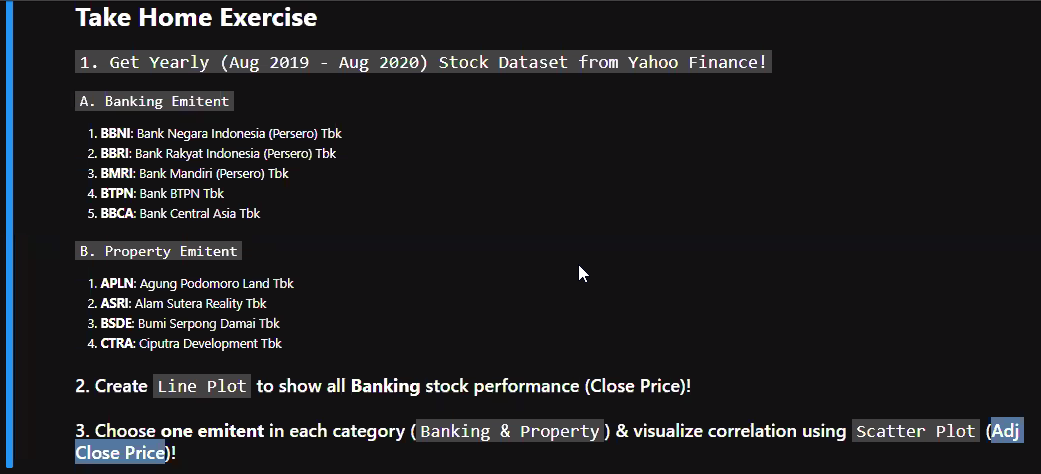 Take Home Exercise
1. Get Yearly (Aug 2019 - Aug 2020) Stock Dataset from Yahoo Finance!
A. Banking Emitent
1. BBNI: Bank Negara Indonesia (Persero) Tbk
2. BBRI: Bank Rakyat Indonesia (Persero) Tbk
3. BMRI: Bank Mandiri (Persero) Tbk
4. BTPN: Bank BTPN Tbk
5. BBCA: Bank Central Asia Tbk
B. Property Emitent
1. APLN: Agung Podomoro Land Tbk
2. ASRI: Alam Sutera Reality Tbk
3. BSDE: Bumi Serpong Damai Tbk
4. CTRA: Ciputra Development Tbk
2. Create Line Plot to show all Banking stock performance (Close Price)!
3. Choose one emitent in each category (Banking & Property) & visualize correlation using Scatter Plot (Adj
Close Price)!